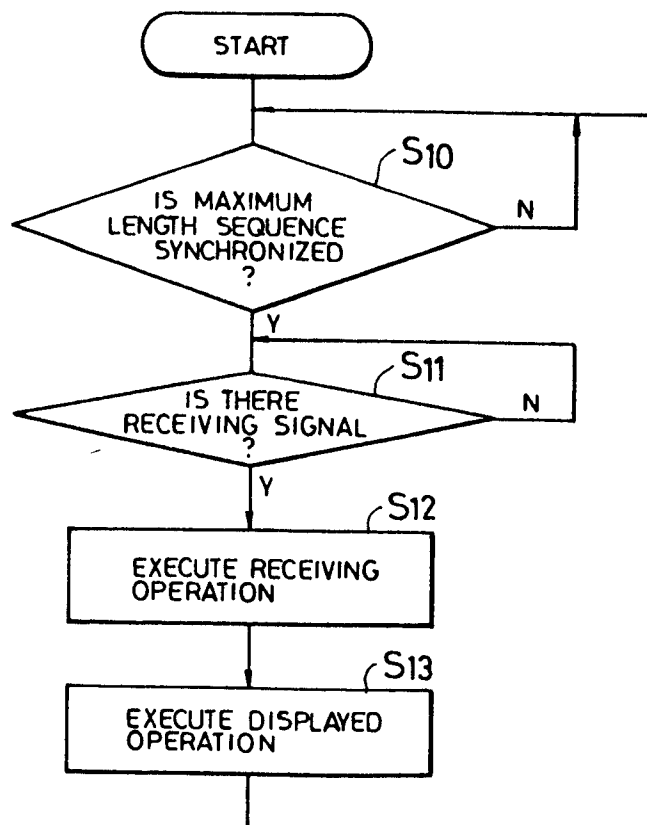 START
S10
IS MAXIMUM
LENGTH SEQUENCE
SYNCHRONIZED
?
N
Y
S11
IS THERE
RECEIVING SIGNAL
?
N
Y
S12
EXECUTE RECEIVING
OPERATION
S13
EXECUTE DISPLAYED
OPERATION